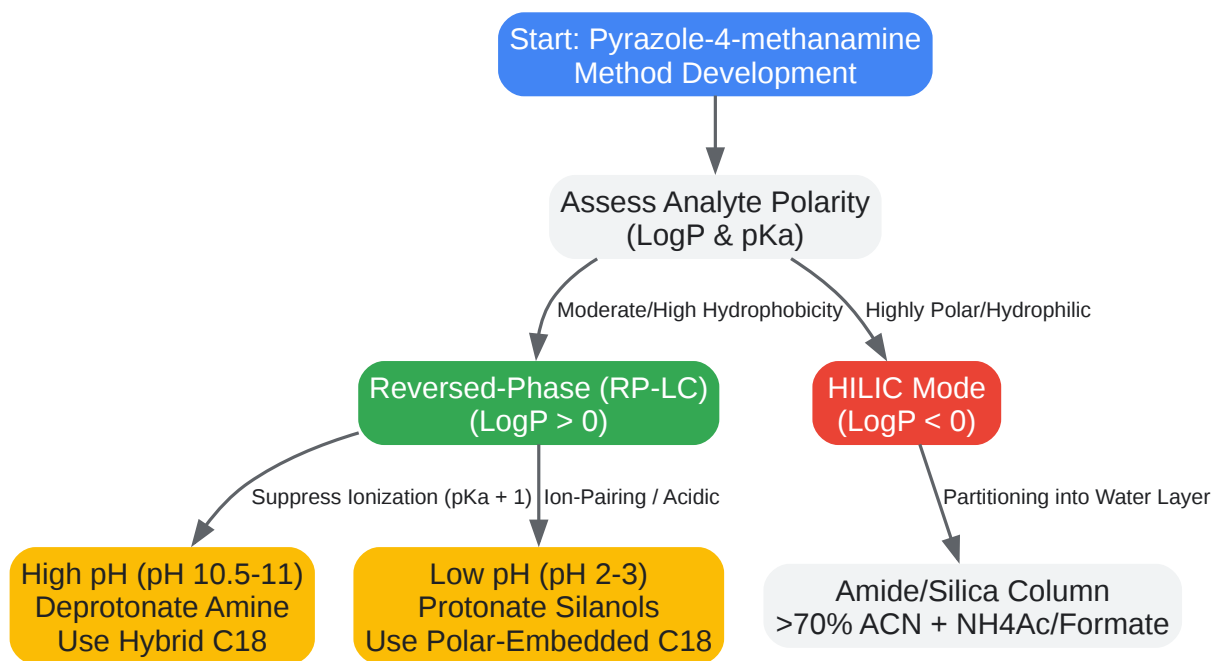 Start: Pyrazole-4-methanamine
Method Development
Assess Analyte Polarity
(LogP & pKa)
Moderate/High Hydrophobicity
Highly Polar/Hydrophilic
Reversed-Phase (RP-LC)
(LogP > 0)
HILIC Mode
(LogP < 0)
Suppress Ionization (pKa + 1)
Ion-Pairing / Acidic
Partitioning into Water Layer
High pH (pH 10.5-11)
Deprotonate Amine
Use Hybrid C18
Low pH (pH 2-3)
Protonate Silanols
Use Polar-Embedded C18
Amide/Silica Column
>70% ACN + NH4Ac/Formate